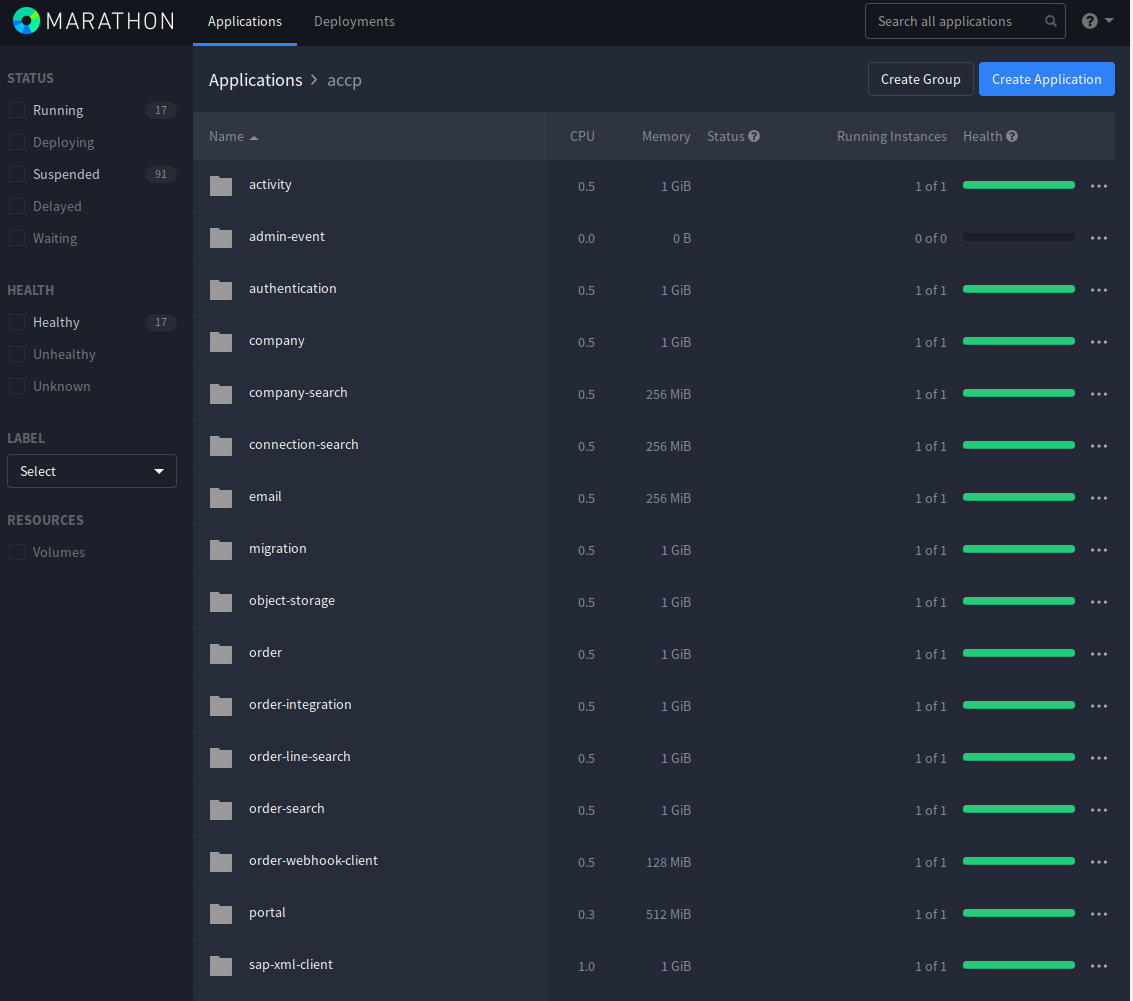 MARATHON Applications Deployments Search all applications
STATUS
Running 17
Deploying
Suspended 91
Delayed
Waiting
HEALTH
Healthy 17
Unhealthy
Unknown
LABEL
Select
RESOURCES
Volumes
Applications > accp Create Group Create Application
Name CPU Memory Status Running Instances Health
activity 0.5 1 GiB 1 of 1
admin-event 0.0 0 B 0 of 0
authentication 0.5 1 GiB 1 of 1
company 0.5 1 GiB 1 of 1
company-search 0.5 256 MiB 1 of 1
connection-search 0.5 256 MiB 1 of 1
email 0.5 256 MiB 1 of 1
migration 0.5 1 GiB 1 of 1
object-storage 0.5 1 GiB 1 of 1
order 0.5 1 GiB 1 of 1
order-integration 0.5 1 GiB 1 of 1
order-line-search 0.5 1 GiB 1 of 1
order-search 0.5 1 GiB 1 of 1
order-webhook-client 0.5 128 MiB 1 of 1
portal 0.3 512 MiB 1 of 1
sap-xml-client 1.0 1 GiB 1 of 1